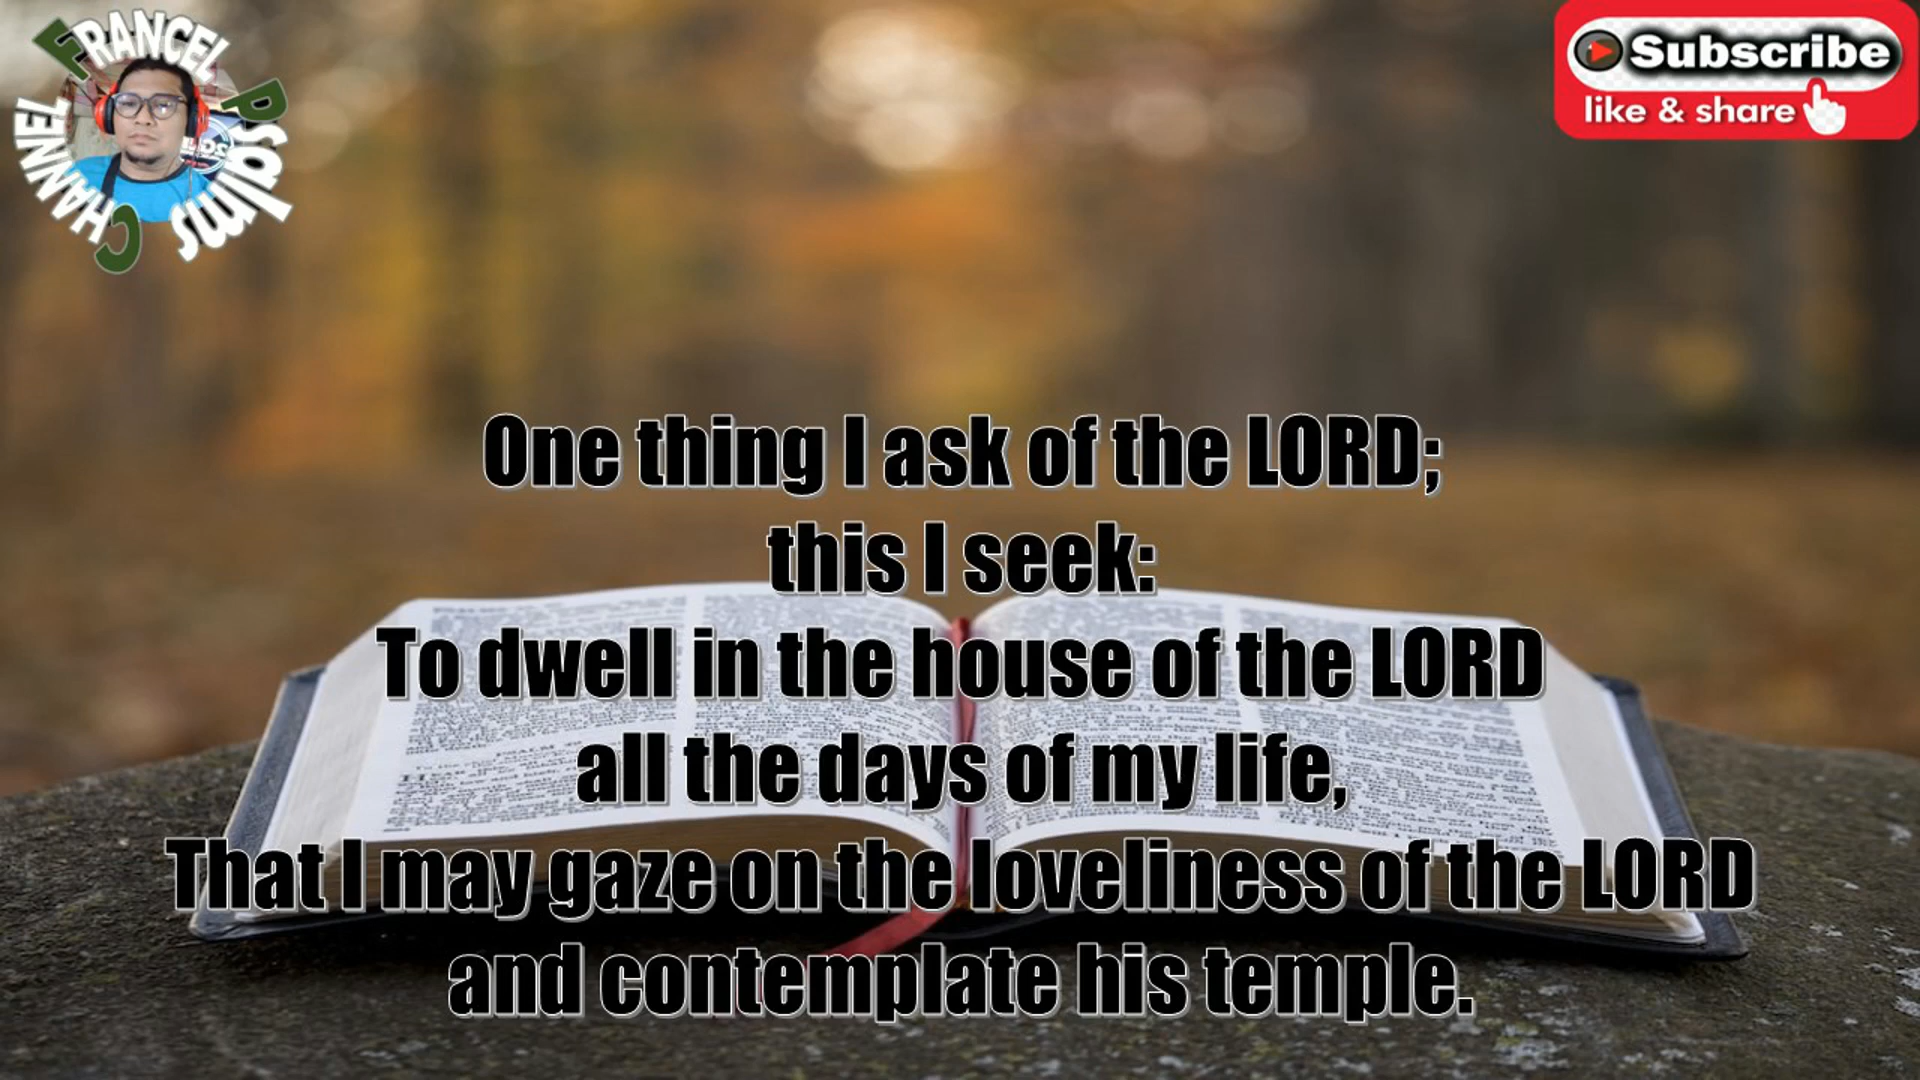 FRANCEL Psalms CHANNEL
Subscribe
like & share
One thing I ask of the LORD;
this I seek:
To dwell in the house of the LORD
all the days of my life,
That I may gaze on the loveliness of the LORD
and contemplate his temple.